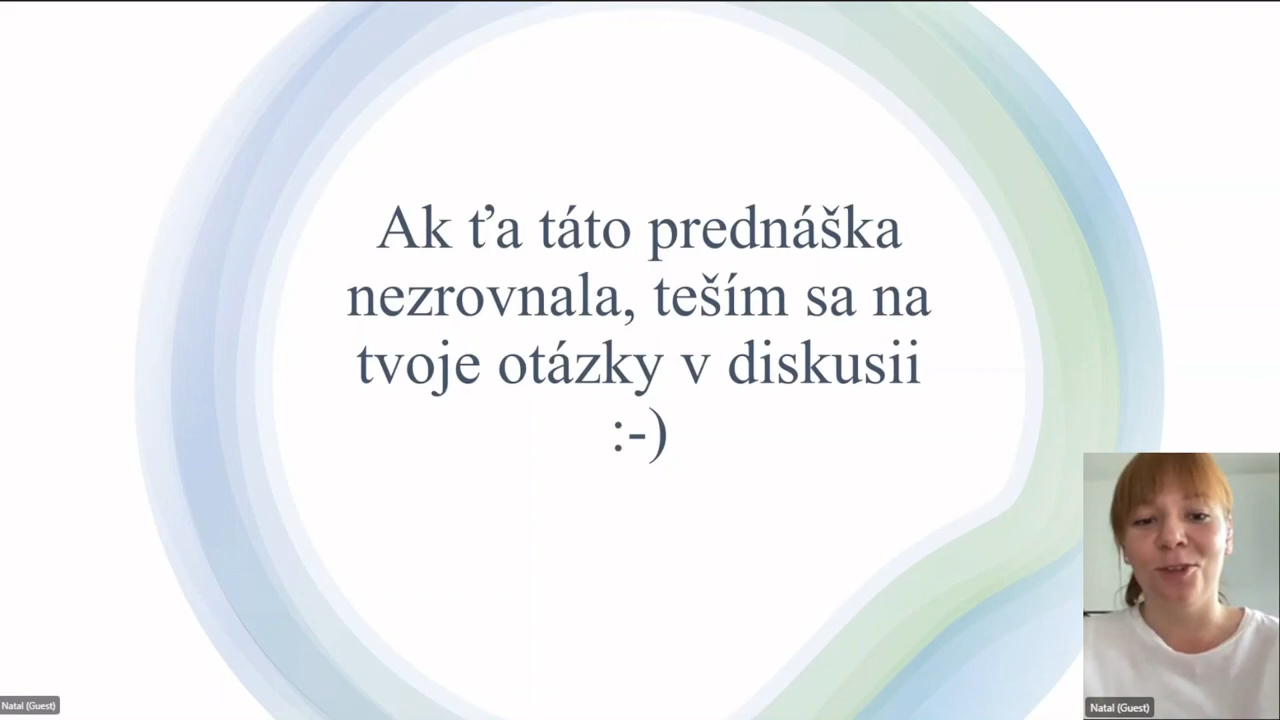 Ak ťa táto prednáška
nezrovnala, teším sa na
tvoje otázky v diskusii
:-)
Natal (Guest)
Natal (Guest)